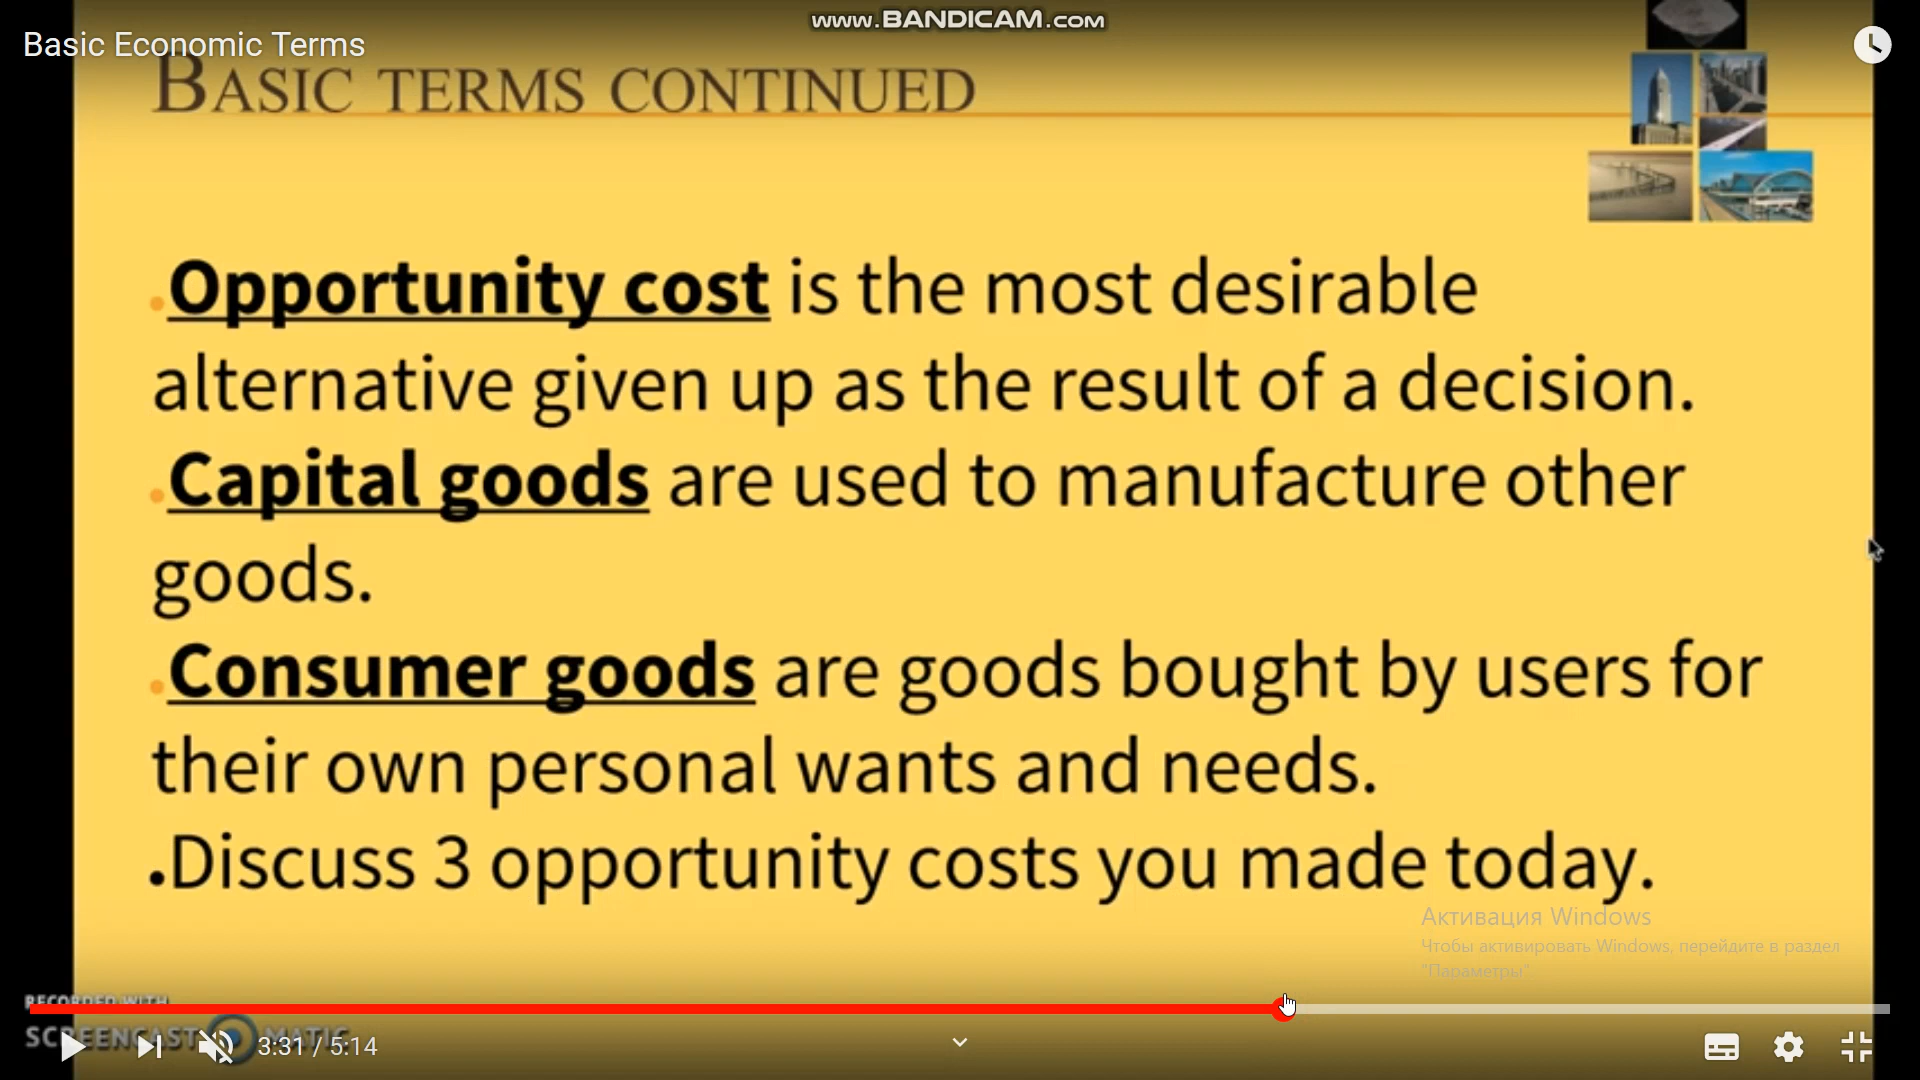 www.BANDICAM.com
Basic Economic Terms
BASIC TERMS CONTINUED
•Opportunity cost is the most desirable
alternative given up as the result of a decision.
•Capital goods are used to manufacture other
goods.
•Consumer goods are goods bought by users for
their own personal wants and needs.
•Discuss 3 opportunity costs you made today.
Активация Windows
Чтобы активировать Windows, перейдите в раздел
"Параметры".
RECORDED WITH
SCREENCAST MATIC
3:31 / 5:14